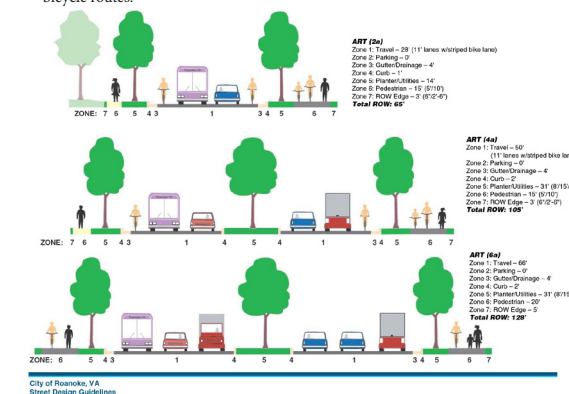 bicycle routes.
ART (2a)
Zone 1: Travel – 28' (11' lanes w/striped bike lane)
Zone 2: Parking – 0'
Zone 3: Gutter/Drainage – 4'
Zone 4: Curb – 1'
Zone 5: Planter/Utilities – 14'
Zone 6: Pedestrian – 15' (5'/10')
Zone 7: ROW Edge – 3' (6"/2'-6")
Total ROW: 65'
ZONE: 7 6 5 4 3 1 3 4 5 6 7
ART (4a)
Zone 1: Travel – 50'
(11' lanes w/striped bike lan
Zone 2: Parking – 0'
Zone 3: Gutter/Drainage – 4'
Zone 4: Curb – 2'
Zone 5: Planter/Utilities – 31' (8'/15'/
Zone 6: Pedestrian – 15' (5'/10')
Zone 7: ROW Edge – 3' (6"/2'-6")
Total ROW: 105'
ZONE: 7 6 5 4 3 1 4 5 4 1 3 4 5 6 7
ART (6a)
Zone 1: Travel – 66'
Zone 2: Parking – 0'
Zone 3: Gutter/Drainage – 4'
Zone 4: Curb – 2'
Zone 5: Planter/Utilities – 31' (8'/15
Zone 6: Pedestrian – 20'
Zone 7: ROW Edge – 5'
Total ROW: 128'
ZONE: 6 5 4 3 1 4 5 4 1 3 4 5 6 7
City of Roanoke, VA
Street Design Guidelines